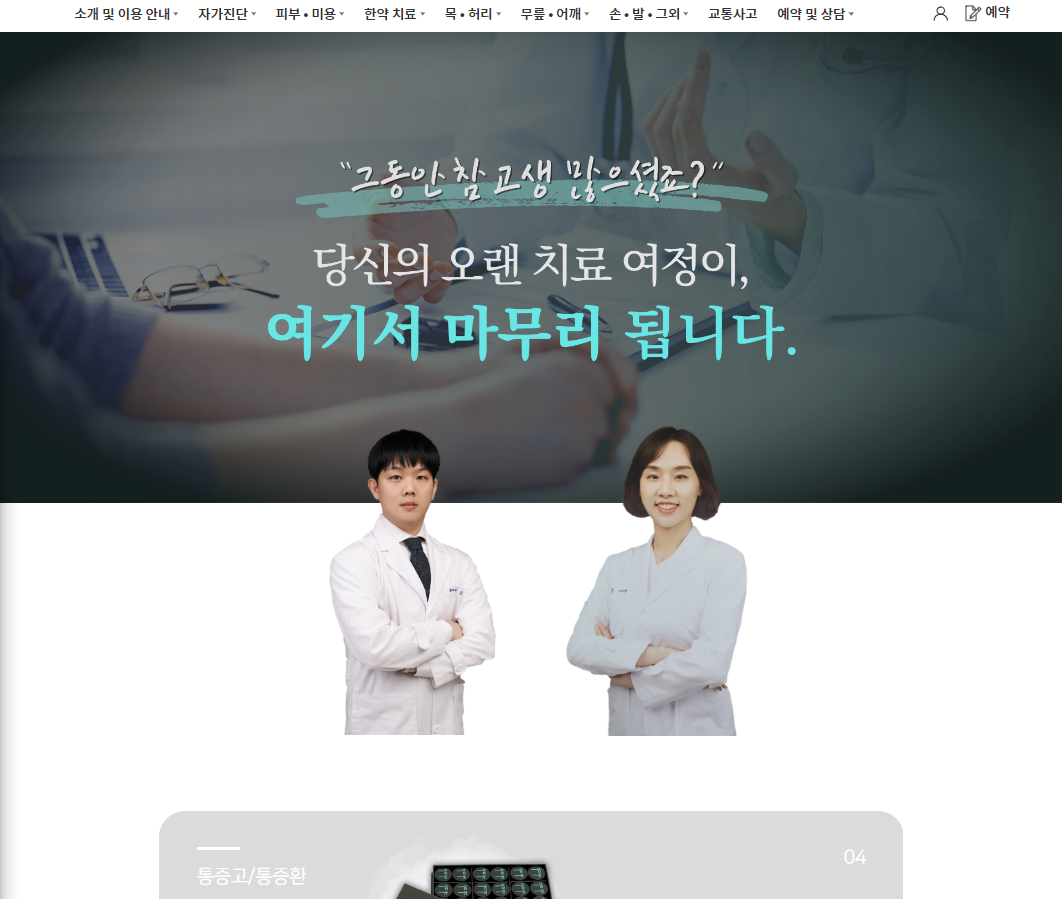 소개 및 이용 안내 자가진단 피부 • 미용 한약 치료 목 • 허리 무릎 • 어깨 손 • 발 • 그외 교통사고 예약 및 상담 예약
"그동안 참 고생 많으셨죠?"
당신의 오랜 치료 여정이,
여기서 마무리 됩니다.
04
통증고/통증환